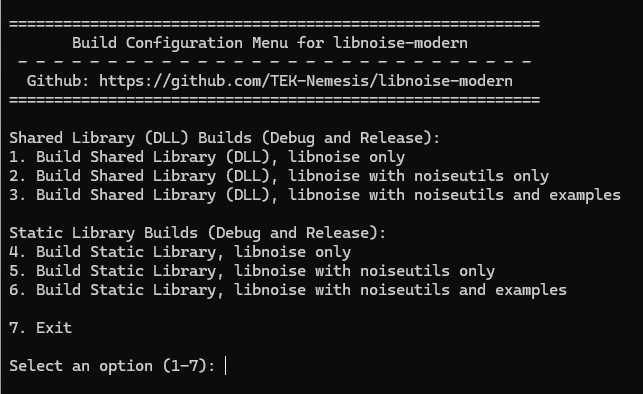 ===========================================================
Build Configuration Menu for libnoise-modern
- - - - - - - - - - - - - - - - - - - - - - - - - - - - -
Github: https://github.com/TEK-Nemesis/libnoise-modern
===========================================================
Shared Library (DLL) Builds (Debug and Release):
1. Build Shared Library (DLL), libnoise only
2. Build Shared Library (DLL), libnoise with noiseutils only
3. Build Shared Library (DLL), libnoise with noiseutils and examples
Static Library Builds (Debug and Release):
4. Build Static Library, libnoise only
5. Build Static Library, libnoise with noiseutils only
6. Build Static Library, libnoise with noiseutils and examples
7. Exit
Select an option (1-7):